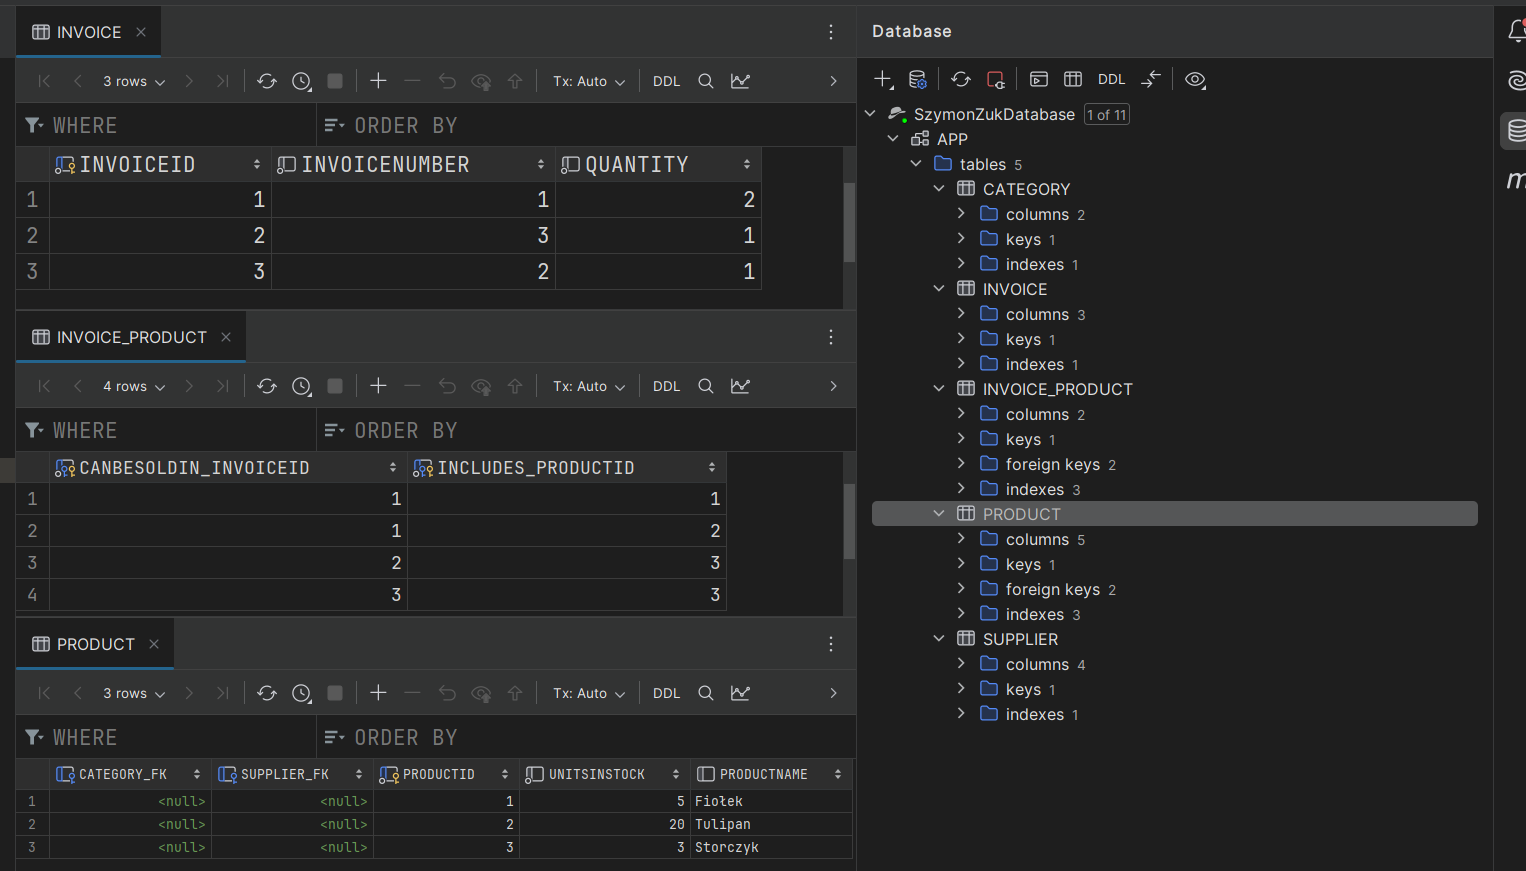 INVOICE
3 rows
Tx: Auto
DDL
WHERE
ORDER BY
INVOICEID INVOICENUMBER QUANTITY
1 1 1 2
2 2 3 1
3 3 2 1
INVOICE_PRODUCT
4 rows
Tx: Auto
DDL
WHERE
ORDER BY
CANBESOLDIN_INVOICEID INCLUDES_PRODUCTID
1 1 1
2 1 2
3 2 3
4 3 3
PRODUCT
3 rows
Tx: Auto
DDL
WHERE
ORDER BY
CATEGORY_FK SUPPLIER_FK PRODUCTID UNITSINSTOCK PRODUCTNAME
1 <null> <null> 1 5 Fiołek
2 <null> <null> 2 20 Tulipan
3 <null> <null> 3 3 Storczyk
Database
DDL
SzymonZukDatabase 1 of 11
APP
tables 5
CATEGORY
columns 2
keys 1
indexes 1
INVOICE
columns 3
keys 1
indexes 1
INVOICE_PRODUCT
columns 2
keys 1
foreign keys 2
indexes 3
PRODUCT
columns 5
keys 1
foreign keys 2
indexes 3
SUPPLIER
columns 4
keys 1
indexes 1
m